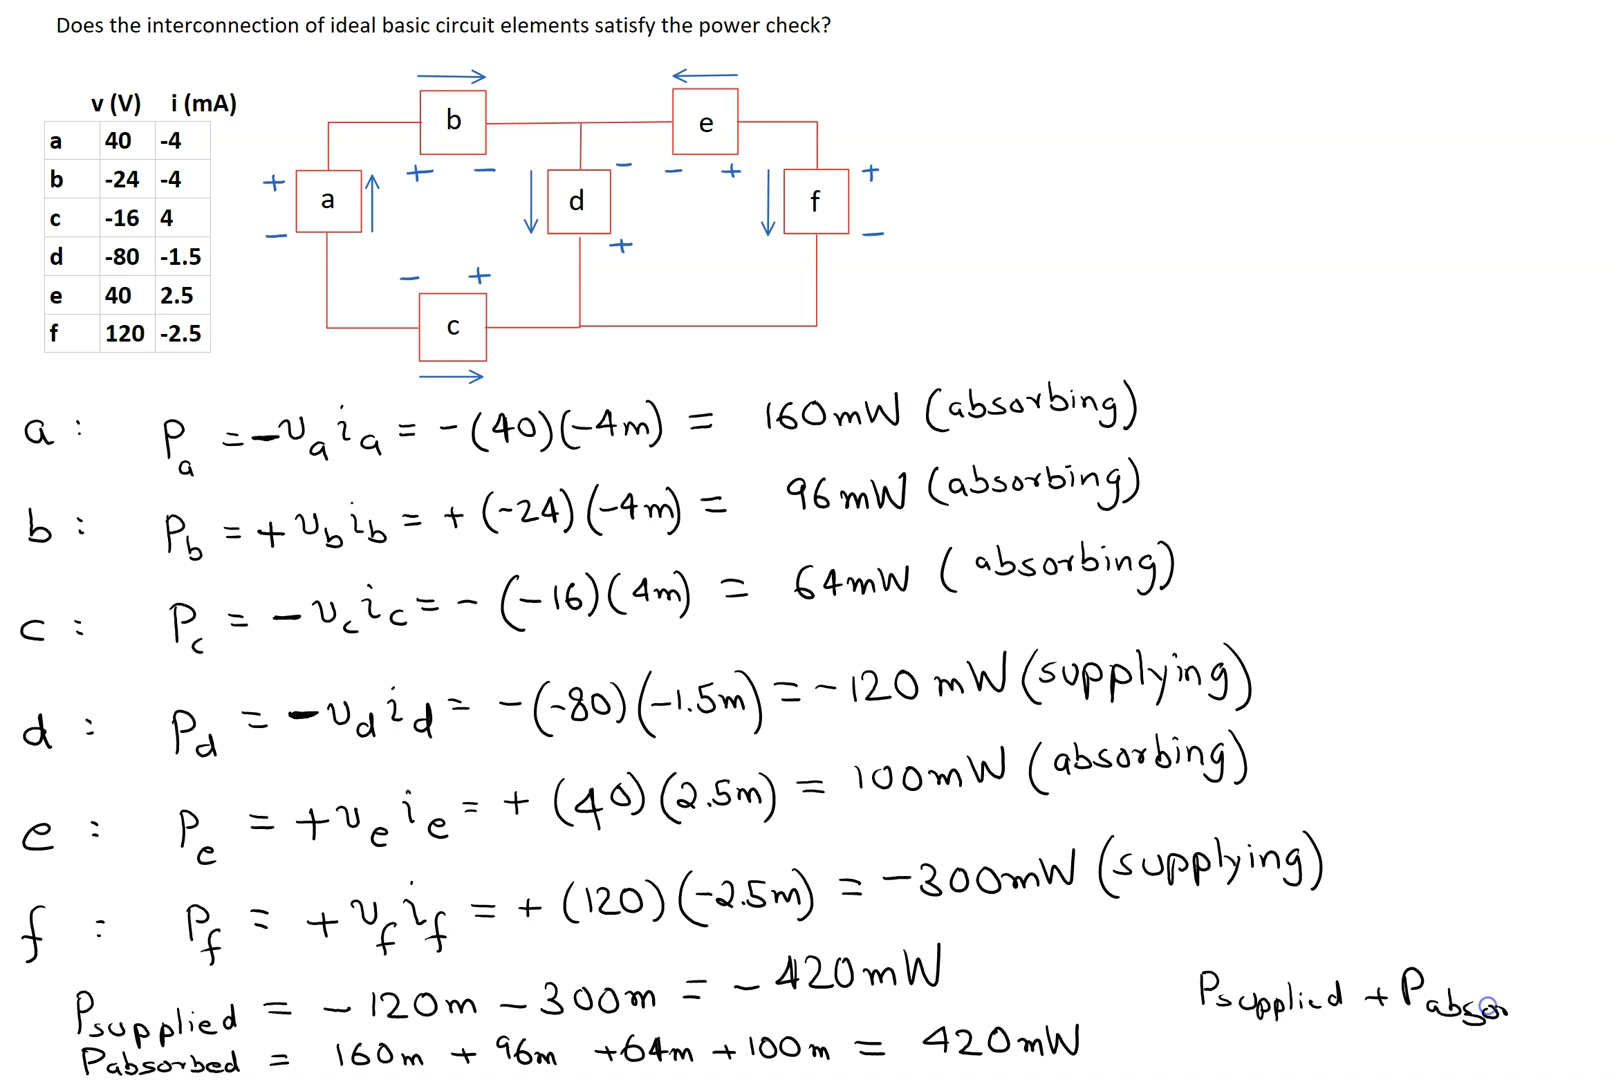 Does the interconnection of ideal basic circuit elements satisfy the power check?
v (V) i (mA)
a 40 -4
b -24 -4
c -16 4
d -80 -1.5
e 40 2.5
f 120 -2.5
b
e
+ - - - +
+ a d f +
- + -
- +
c
a : Pa = -vaia = -(40)(-4m) = 160mW (absorbing)
b : Pb = +vbib = +(-24)(-4m) = 96mW (absorbing)
c : Pc = -vcic = -(-16)(4m) = 64mW (absorbing)
d : Pd = -vdid = -(-80)(-1.5m) = -120mW (supplying)
e : Pe = +veie = +(40)(2.5m) = 100mW (absorbing)
f : Pf = +vfif = +(120)(-2.5m) = -300mW (supplying)
Psupplied = -120m - 300m = -420mW
Pabsorbed = 160m + 96m + 64m + 100m = 420mW
Psupplied + Pabsor